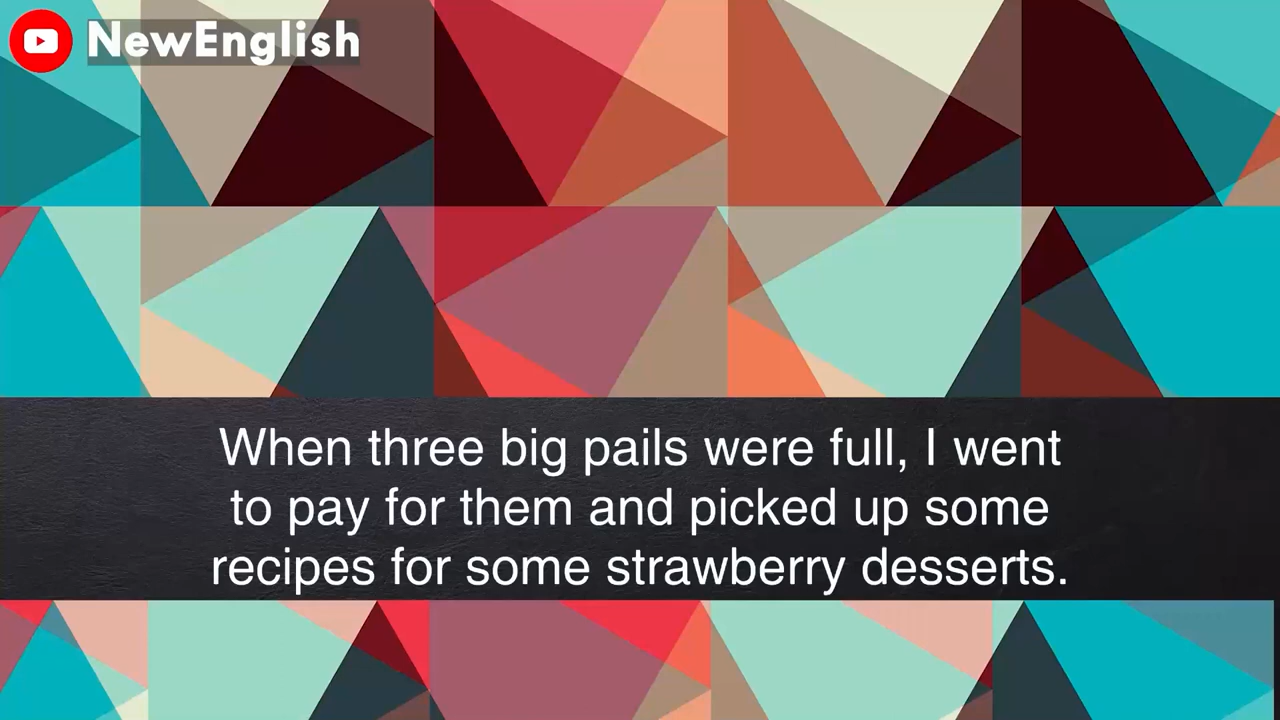 NewEnglish
When three big pails were full, I went
to pay for them and picked up some
recipes for some strawberry desserts.